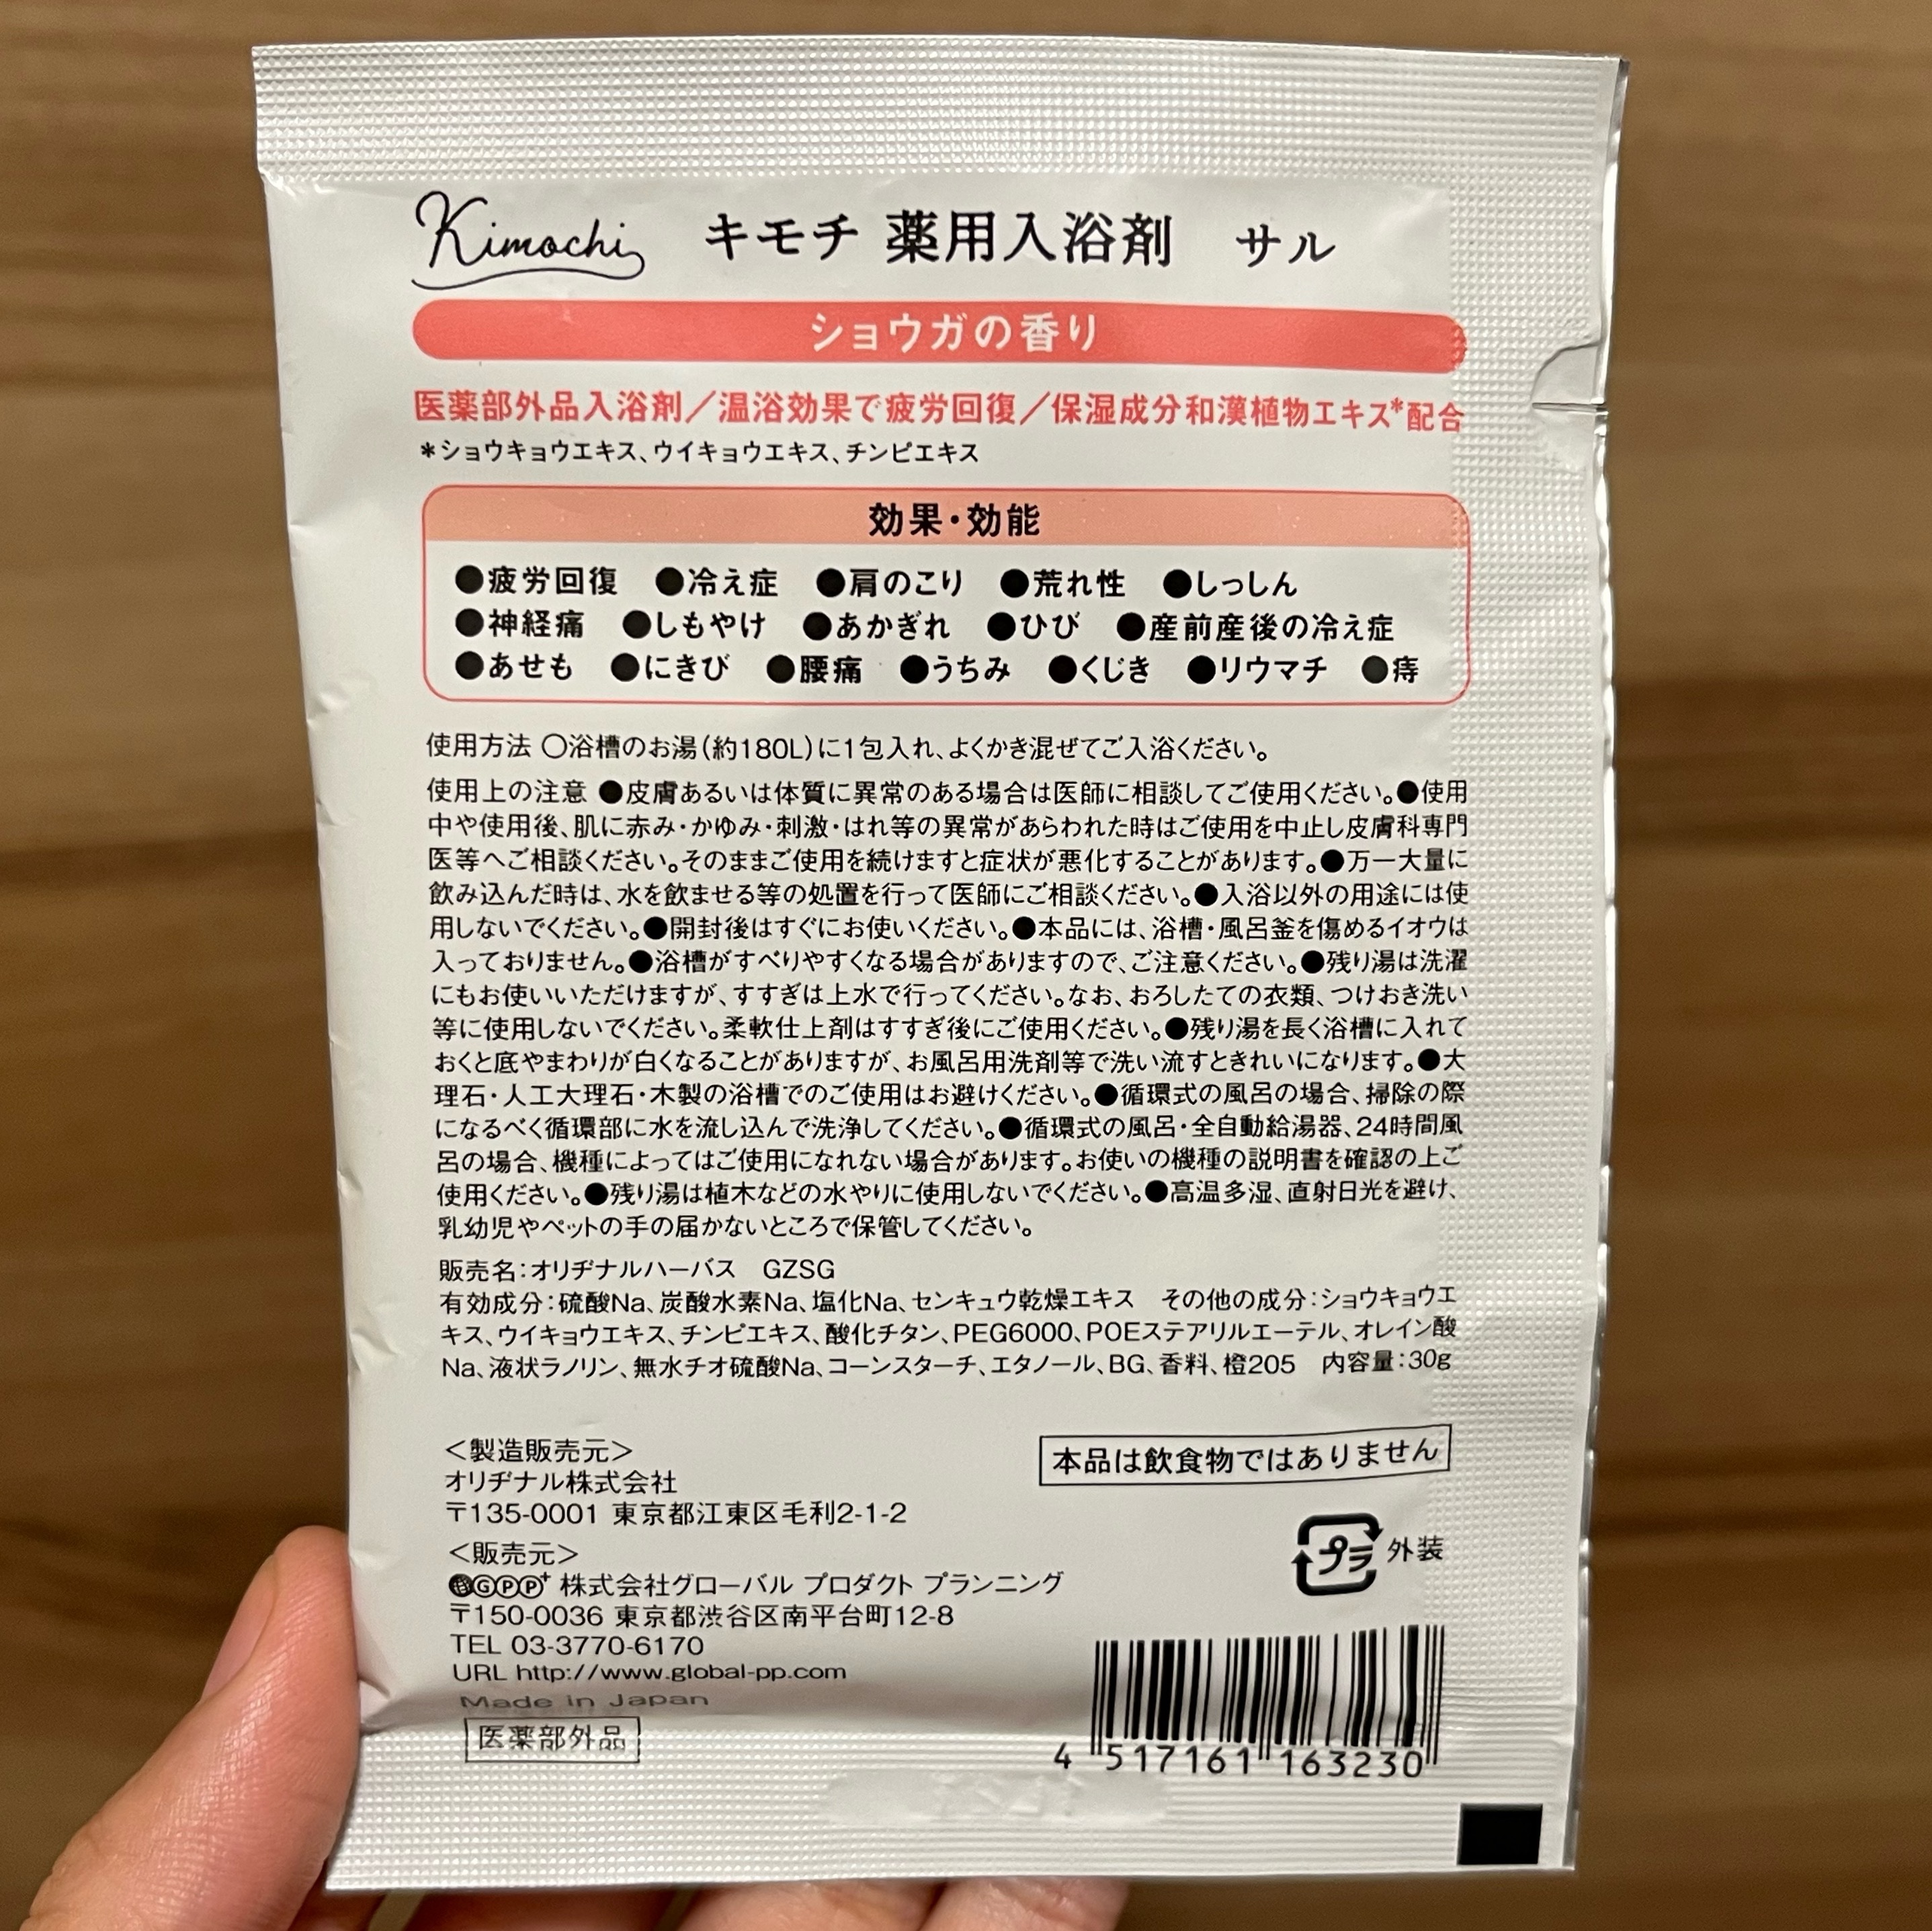 Kimochi キモチ 薬用入浴剤 サル
ショウガの香り
医薬部外品入浴剤／温浴効果で疲労回復／保湿成分和漢植物エキス*配合
*ショウキョウエキス、ウイキョウエキス、チンピエキス
効果・効能
●疲労回復 ●冷え症 ●肩のこり ●荒れ性 ●しっしん
●神経痛 ●しもやけ ●あかぎれ ●ひび ●産前産後の冷え症
●あせも ●にきび ●腰痛 ●うちみ ●くじき ●リウマチ ●痔
使用方法 〇浴槽のお湯(約180L)に1包入れ、よくかき混ぜてご入浴ください。
使用上の注意 ●皮膚あるいは体質に異常のある場合は医師に相談してご使用ください。●使用
中や使用後、肌に赤み・かゆみ・刺激・はれ等の異常があらわれた時はご使用を中止し皮膚科専門
医等へご相談ください。そのままご使用を続けますと症状が悪化することがあります。●万一大量に
飲み込んだ時は、水を飲ませる等の処置を行って医師にご相談ください。●入浴以外の用途には使
用しないでください。●開封後はすぐにお使いください。●本品には、浴槽・風呂釜を傷めるイオウは
入っておりません。●浴槽がすべりやすくなる場合がありますので、ご注意ください。●残り湯は洗濯
にもお使いいただけますが、すすぎは上水で行ってください。なお、おろしたての衣類、つけおき洗い
等に使用しないでください。柔軟仕上剤はすすぎ後にご使用ください。●残り湯を長く浴槽に入れて
おくと底やまわりが白くなることがありますが、お風呂用洗剤等で洗い流すときれいになります。●大
理石・人工大理石・木製の浴槽でのご使用はお避けください。●循環式の風呂の場合、掃除の際
になるべく循環部に水を流し込んで洗浄してください。●循環式の風呂・全自動給湯器、24時間風
呂の場合、機種によってはご使用になれない場合があります。お使いの機種の説明書を確認の上ご
使用ください。●残り湯は植木などの水やりに使用しないでください。●高温多湿、直射日光を避け、
乳幼児やペットの手の届かないところで保管してください。
販売名:オリヂナルハーバス GZSG
有効成分:硫酸Na、炭酸水素Na、塩化Na、センキュウ乾燥エキス その他の成分:ショウキョウエ
キス、ウイキョウエキス、チンピエキス、酸化チタン、PEG6000、POEステアリルエーテル、オレイン酸
Na、液状ラノリン、無水チオ硫酸Na、コーンスターチ、エタノール、BG、香料、橙205 内容量:30g
＜製造販売元＞
オリヂナル株式会社
〒135-0001 東京都江東区毛利2-1-2
本品は飲食物ではありません
プラ 外装
＜販売元＞
GPP+ 株式会社グローバル プロダクト プランニング
〒150-0036 東京都渋谷区南平台町12-8
TEL 03-3770-6170
URL http://www.global-pp.com
Made in Japan
医薬部外品
4 517161 163230